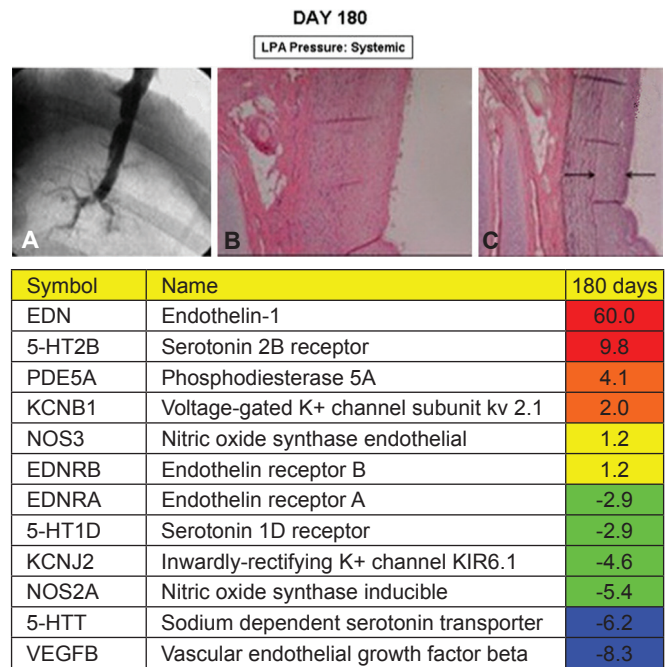 DAY 180
LPA Pressure: Systemic
A B C
Symbol Name 180 days
EDN Endothelin-1 60.0
5-HT2B Serotonin 2B receptor 9.8
PDE5A Phosphodiesterase 5A 4.1
KCNB1 Voltage-gated K+ channel subunit kv 2.1 2.0
NOS3 Nitric oxide synthase endothelial 1.2
EDNRB Endothelin receptor B 1.2
EDNRA Endothelin receptor A -2.9
5-HT1D Serotonin 1D receptor -2.9
KCNJ2 Inwardly-rectifying K+ channel KIR6.1 -4.6
NOS2A Nitric oxide synthase inducible -5.4
5-HTT Sodium dependent serotonin transporter -6.2
VEGFB Vascular endothelial growth factor beta -8.3